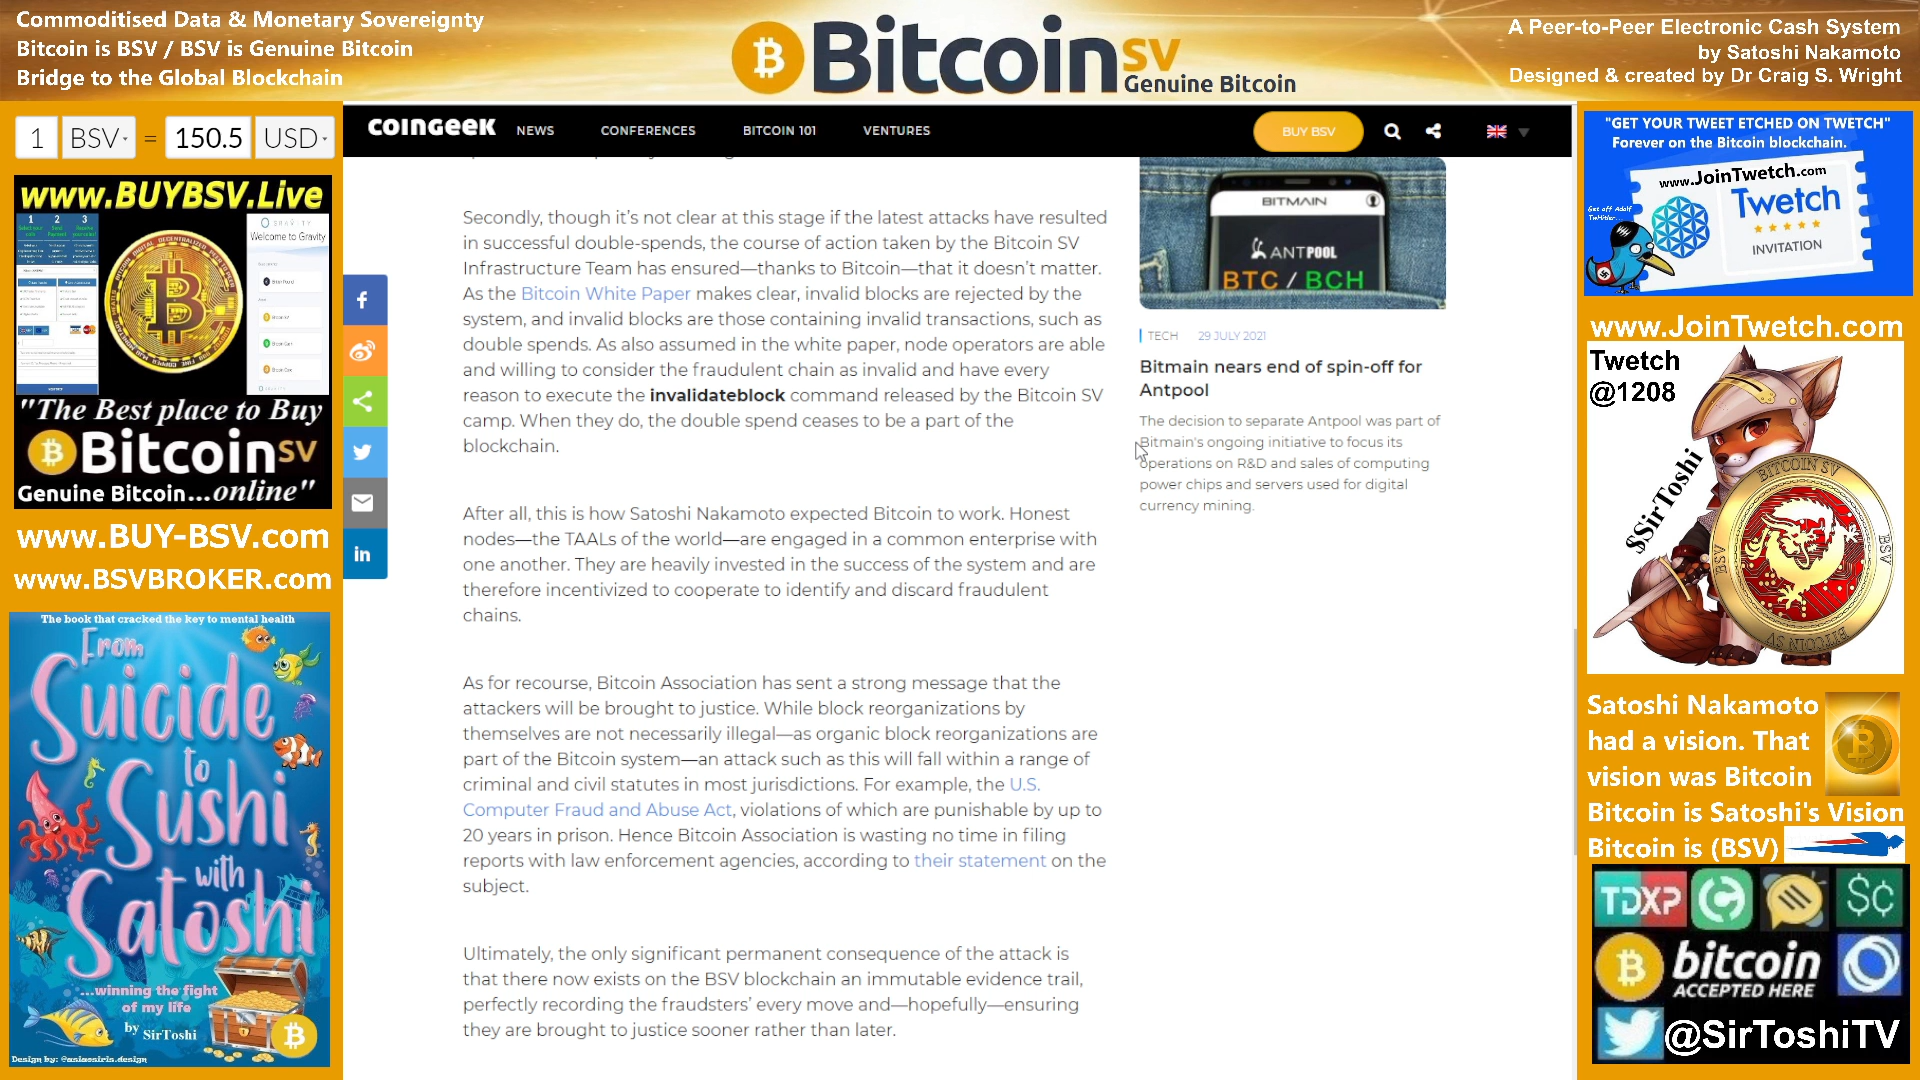 Commoditised Data & Monetary Sovereignty
Bitcoin is BSV / BSV is Genuine Bitcoin
Bridge to the Global Blockchain
Bitcoin SV
Genuine Bitcoin
A Peer-to-Peer Electronic Cash System
by Satoshi Nakamoto
Designed & created by Dr Craig S. Wright
1 BSV = 150.5 USD
www.BUYBSV.Live
1 2 3
GRAVITY
Welcome to Gravity
"The Best place to Buy
Bitcoin SV
Genuine Bitcoin...online"
www.BUY-BSV.com
www.BSVBROKER.com
The book that cracked the key to mental health
From
Suicide
to
Sushi
with
Satoshi
...winning the fight
of my life
by SirToshi
COINGEEK NEWS CONFERENCES BITCOIN 101 VENTURES BUY BSV
Secondly, though it's not clear at this stage if the latest attacks have resulted
in successful double-spends, the course of action taken by the Bitcoin SV
Infrastructure Team has ensured—thanks to Bitcoin—that it doesn't matter.
As the Bitcoin White Paper makes clear, invalid blocks are rejected by the
system, and invalid blocks are those containing invalid transactions, such as
double spends. As also assumed in the white paper, node operators are able
and willing to consider the fraudulent chain as invalid and have every
reason to execute the invalidateblock command released by the Bitcoin SV
camp. When they do, the double spend ceases to be a part of the
blockchain.
After all, this is how Satoshi Nakamoto expected Bitcoin to work. Honest
nodes—the TAALs of the world—are engaged in a common enterprise with
one another. They are heavily invested in the success of the system and are
therefore incentivized to cooperate to identify and discard fraudulent
chains.
As for recourse, Bitcoin Association has sent a strong message that the
attackers will be brought to justice. While block reorganizations by
themselves are not necessarily illegal—as organic block reorganizations are
part of the Bitcoin system—an attack such as this will fall within a range of
criminal and civil statutes in most jurisdictions. For example, the U.S.
Computer Fraud and Abuse Act, violations of which are punishable by up to
20 years in prison. Hence Bitcoin Association is wasting no time in filing
reports with law enforcement agencies, according to their statement on the
subject.
Ultimately, the only significant permanent consequence of the attack is
that there now exists on the BSV blockchain an immutable evidence trail,
perfectly recording the fraudsters' every move and—hopefully—ensuring
they are brought to justice sooner rather than later.
BITMAIN
ANTPOOL
BTC / BCH
TECH 29 JULY 2021
Bitmain nears end of spin-off for
Antpool
The decision to separate Antpool was part of
Bitmain's ongoing initiative to focus its
operations on R&D and sales of computing
power chips and servers used for digital
currency mining.
"GET YOUR TWEET ETCHED ON TWETCH"
Forever on the Bitcoin blockchain.
www.JoinTwetch.com
Twetch
INVITATION
www.JoinTwetch.com
Twetch
@1208
$SirToshi
BITCOIN SV
BSV
BSV
BITCOIN SV
Satoshi Nakamoto
had a vision. That
vision was Bitcoin
Bitcoin is Satoshi's Vision
Bitcoin is (BSV)
TDXP
$c
bitcoin
ACCEPTED HERE
@SirToshiTV